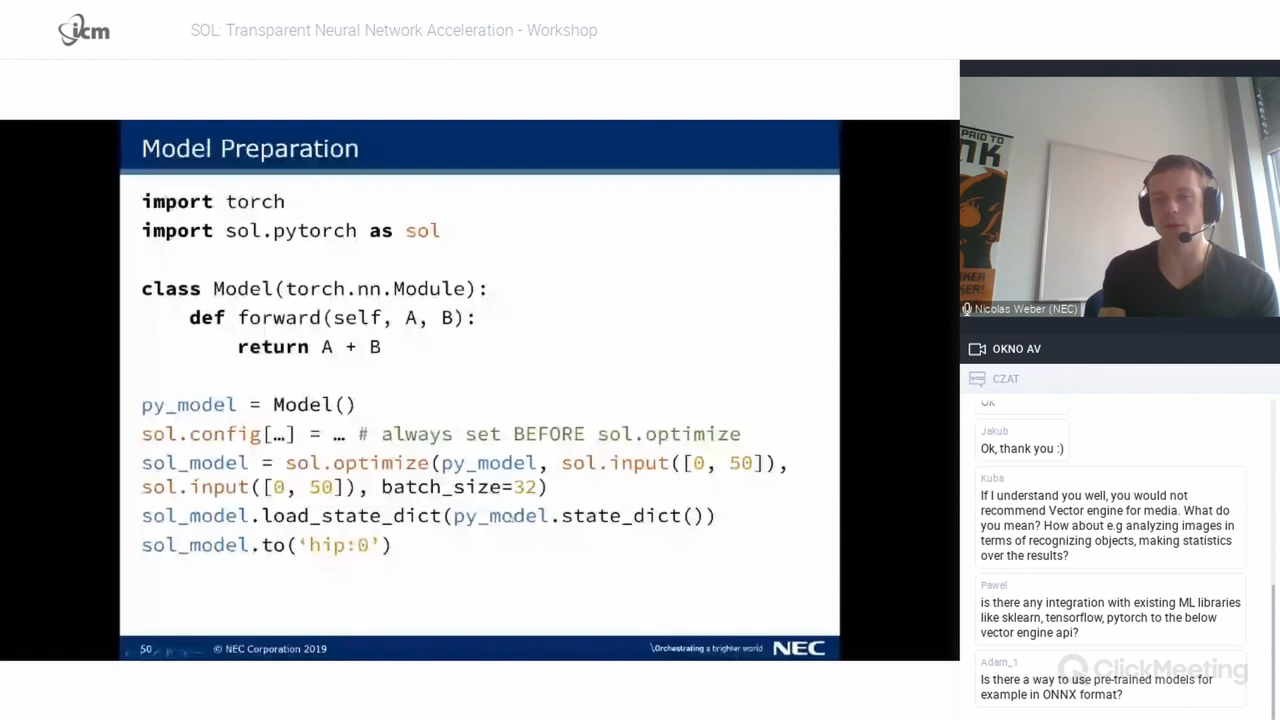 icm
SOL: Transparent Neural Network Acceleration - Workshop
Model Preparation
import torch
import sol.pytorch as sol
class Model(torch.nn.Module):
def forward(self, A, B):
return A + B
py_model = Model()
sol.config[…] = … # always set BEFORE sol.optimize
sol_model = sol.optimize(py_model, sol.input([0, 50]),
sol.input([0, 50]), batch_size=32)
sol_model.load_state_dict(py_model.state_dict())
sol_model.to(‘hip:0’)
50
© NEC Corporation 2019
\Orchestrating a brighter world
NEC
PAID TO
NK
KER!
Nicolas Weber (NEC)
OKNO AV
CZAT
Ok
Jakub
Ok, thank you :)
Kuba
If I understand you well, you would not
recommend Vector engine for media. What do
you mean? How about e.g analyzing images in
terms of recognizing objects, making statistics
over the results?
Pawel
is there any integration with existing ML libraries
like sklearn, tensorflow, pytorch to the below
vector engine api?
Adam_1
Is there a way to use pre-trained models for
example in ONNX format?
ClickMeeting